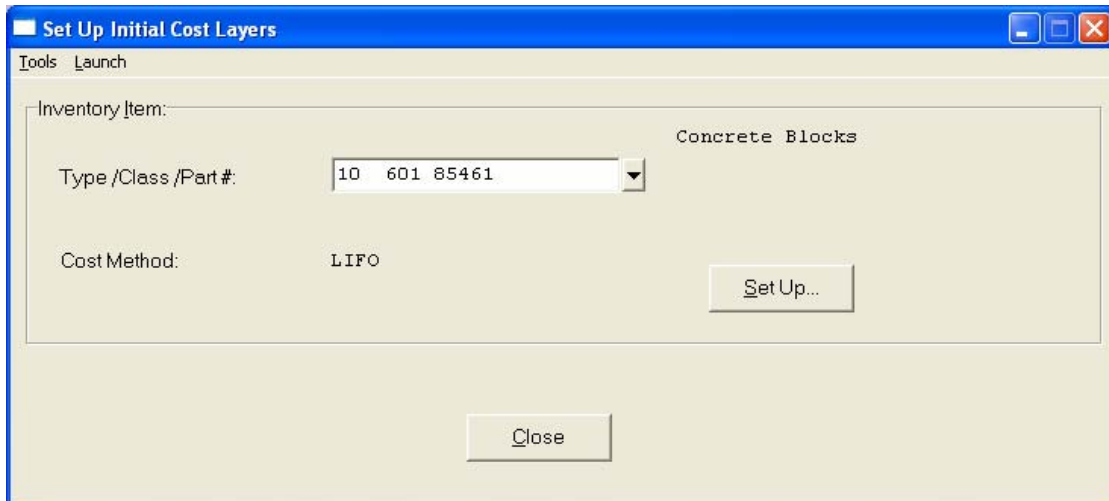 Set Up Initial Cost Layers
Tools Launch
Inventory Item:
Concrete Blocks
Type /Class /Part #: 10 601 85461
Cost Method: LIFO
Set Up...
Close